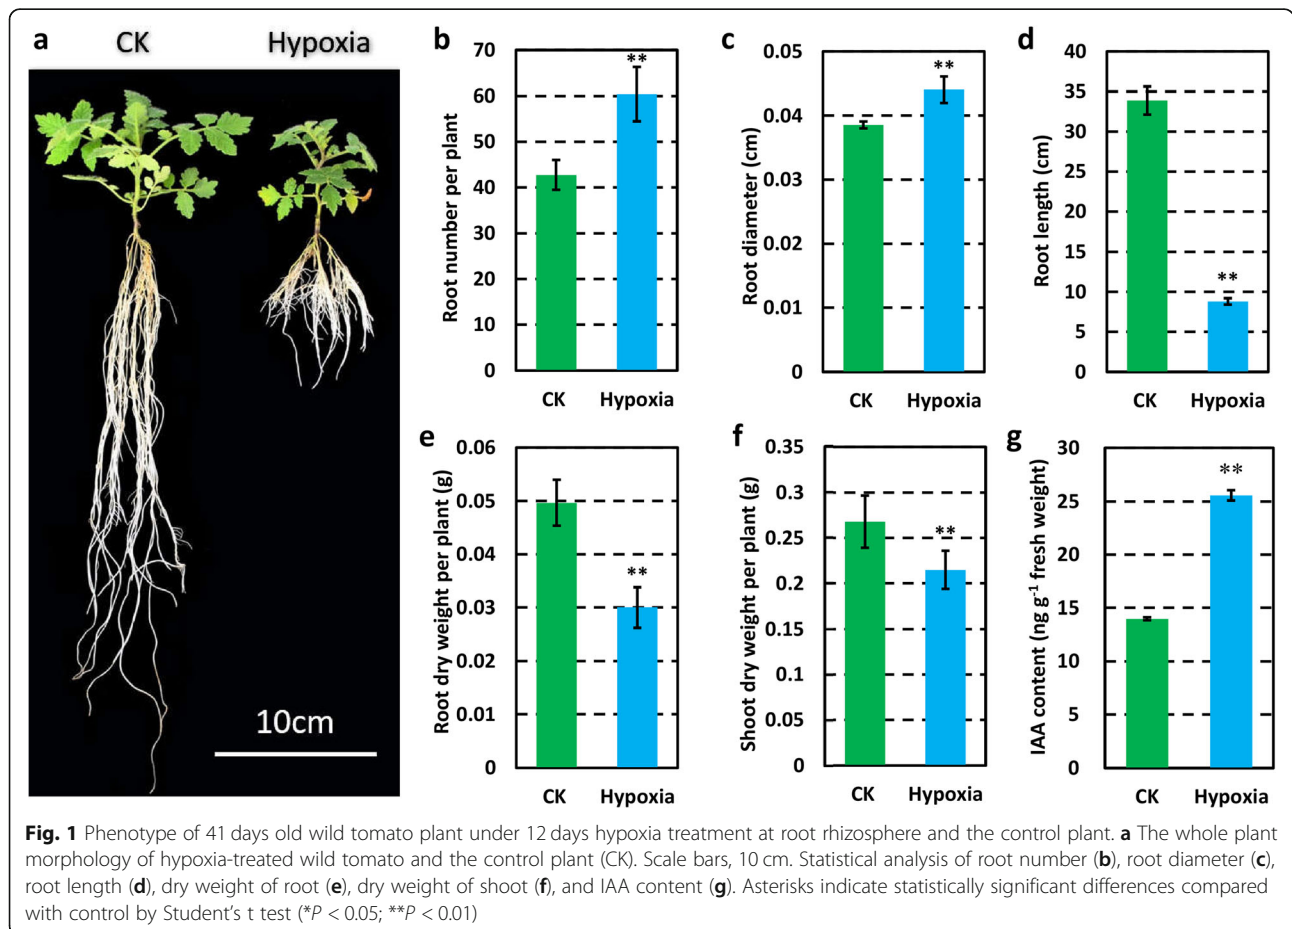 a
CK Hypoxia
10cm
b
Root number per plant
70
60
50
40
30
20
10
0
**
CK Hypoxia
c
Root diameter (cm)
0.05
0.04
0.03
0.02
0.01
0
**
CK Hypoxia
d
Root length (cm)
40
35
30
25
20
15
10
5
0
**
CK Hypoxia
e
Root dry weight per plant (g)
0.06
0.05
0.04
0.03
0.02
0.01
0
**
CK Hypoxia
f
Shoot dry weight per plant (g)
0.35
0.3
0.25
0.2
0.15
0.1
0.05
0
**
CK Hypoxia
g
IAA content (ng g⁻¹ fresh weight)
30
25
20
15
10
5
0
**
CK Hypoxia
Fig. 1 Phenotype of 41 days old wild tomato plant under 12 days hypoxia treatment at root rhizosphere and the control plant. a The whole plant
morphology of hypoxia-treated wild tomato and the control plant (CK). Scale bars, 10 cm. Statistical analysis of root number (b), root diameter (c),
root length (d), dry weight of root (e), dry weight of shoot (f), and IAA content (g). Asterisks indicate statistically significant differences compared
with control by Student’s t test (*P < 0.05; **P < 0.01)